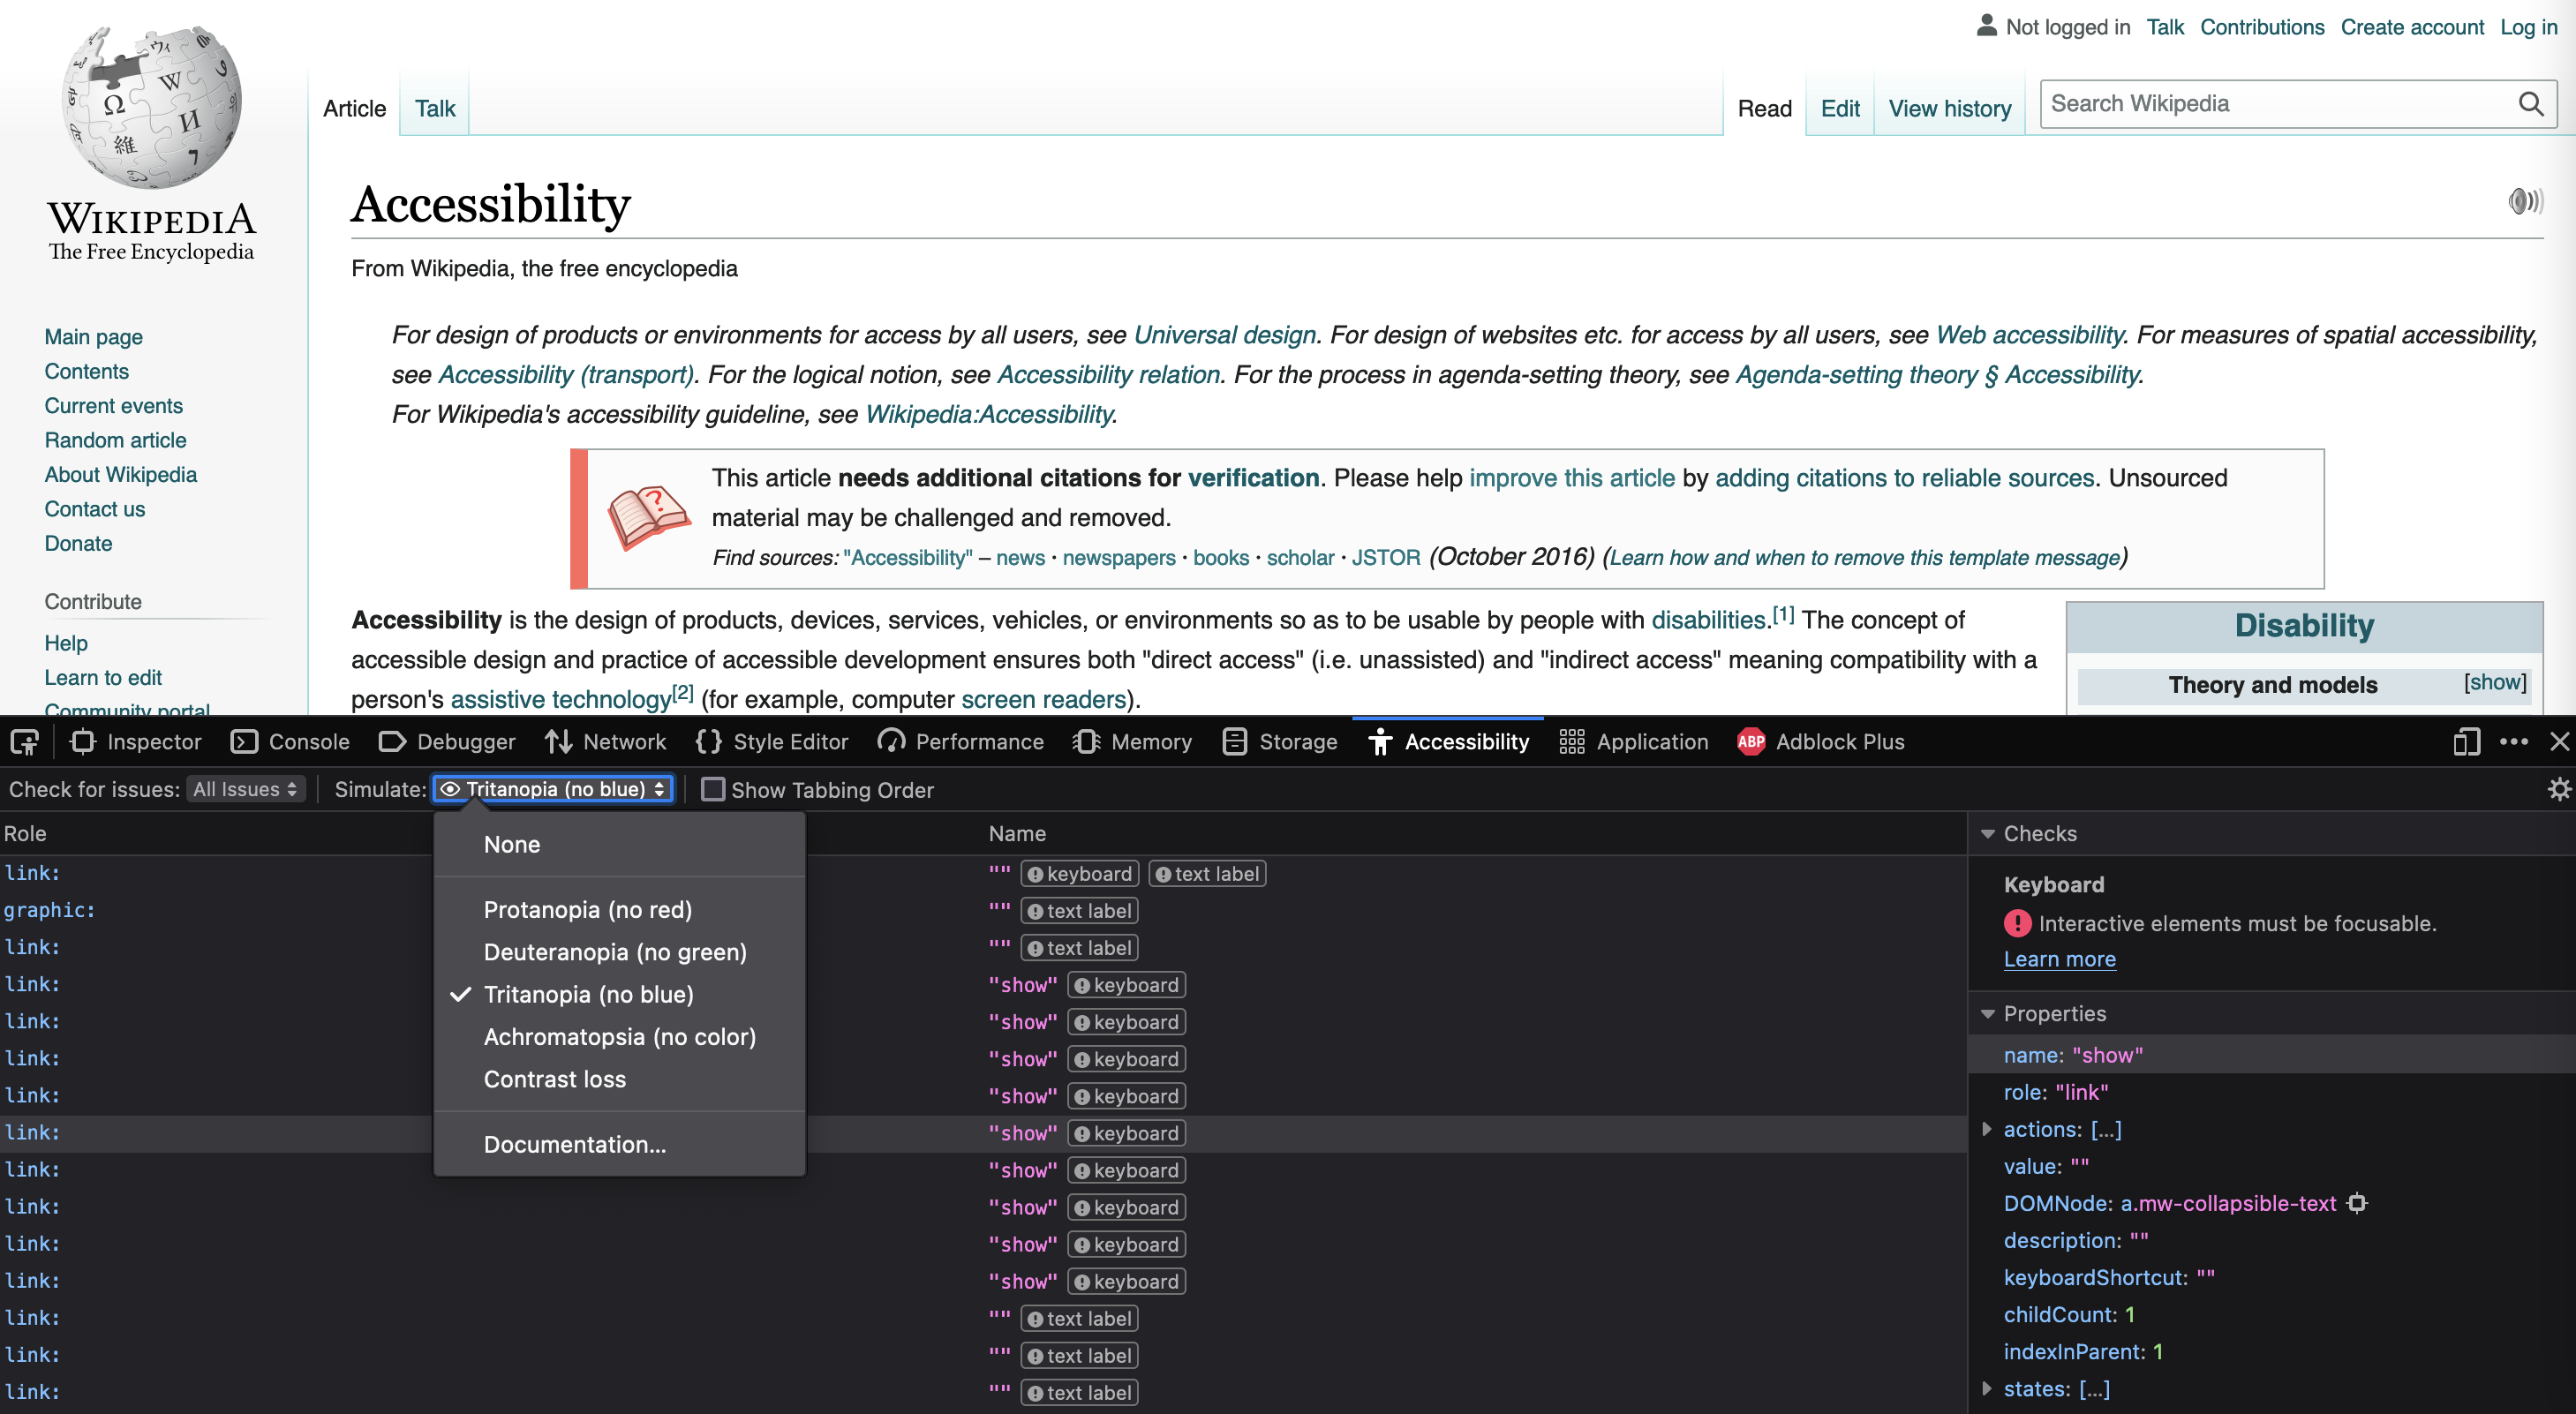 Not logged in Talk Contributions Create account Log in
Article Talk Read Edit View history Search Wikipedia
WIKIPEDIA
The Free Encyclopedia
Main page
Contents
Current events
Random article
About Wikipedia
Contact us
Donate
Contribute
Help
Learn to edit
Community portal
Accessibility
From Wikipedia, the free encyclopedia
For design of products or environments for access by all users, see Universal design. For design of websites etc. for access by all users, see Web accessibility. For measures of spatial accessibility,
see Accessibility (transport). For the logical notion, see Accessibility relation. For the process in agenda-setting theory, see Agenda-setting theory § Accessibility.
For Wikipedia's accessibility guideline, see Wikipedia:Accessibility.
This article needs additional citations for verification. Please help improve this article by adding citations to reliable sources. Unsourced
material may be challenged and removed.
Find sources: "Accessibility" – news · newspapers · books · scholar · JSTOR (October 2016) (Learn how and when to remove this template message)
Accessibility is the design of products, devices, services, vehicles, or environments so as to be usable by people with disabilities.[1] The concept of
accessible design and practice of accessible development ensures both "direct access" (i.e. unassisted) and "indirect access" meaning compatibility with a
person's assistive technology[2] (for example, computer screen readers).
Disability
Theory and models [show]
Inspector Console Debugger Network Style Editor Performance Memory Storage Accessibility Application ABP Adblock Plus
Check for issues: All Issues Simulate: Tritanopia (no blue) Show Tabbing Order
None
Protanopia (no red)
Deuteranopia (no green)
Tritanopia (no blue)
Achromatopsia (no color)
Contrast loss
Documentation...
Role Name
link: "" keyboard text label
graphic: "" text label
link: "" text label
link: "show" keyboard
link: "show" keyboard
link: "show" keyboard
link: "show" keyboard
link: "show" keyboard
link: "show" keyboard
link: "show" keyboard
link: "show" keyboard
link: "show" keyboard
link: "" text label
link: "" text label
link: "" text label
Checks
Keyboard
Interactive elements must be focusable.
Learn more
Properties
name: "show"
role: "link"
actions: [...]
value: ""
DOMNode: a.mw-collapsible-text
description: ""
keyboardShortcut: ""
childCount: 1
indexInParent: 1
states: [...]